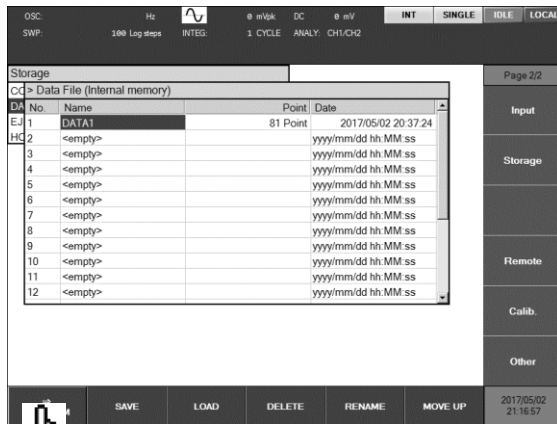 OSC: Hz 0 mVpk DC 0 mV INT SINGLE IDLE LOCAL
SWP: 100 Log steps INTEG: 1 CYCLE ANALY: CH1/CH2
Storage
Page 2/2
> Data File (Internal memory)
No. Name Point Date
1 DATA1 81 Point 2017/05/02 20:37:24
2 <empty> yyyy/mm/dd hh:MM:ss
3 <empty> yyyy/mm/dd hh:MM:ss
4 <empty> yyyy/mm/dd hh:MM:ss
5 <empty> yyyy/mm/dd hh:MM:ss
6 <empty> yyyy/mm/dd hh:MM:ss
7 <empty> yyyy/mm/dd hh:MM:ss
8 <empty> yyyy/mm/dd hh:MM:ss
9 <empty> yyyy/mm/dd hh:MM:ss
10 <empty> yyyy/mm/dd hh:MM:ss
11 <empty> yyyy/mm/dd hh:MM:ss
12 <empty> yyyy/mm/dd hh:MM:ss
Input
Storage
Remote
Calib.
Other
SAVE LOAD DELETE RENAME MOVE UP
2017/05/02
21:16:57